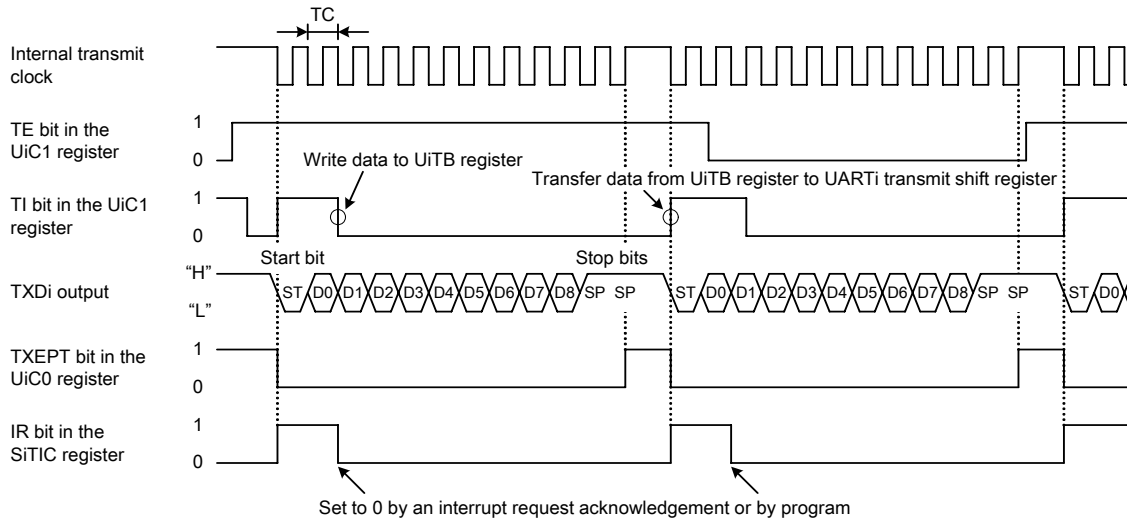 TC
Internal transmit
clock
TE bit in the
UiC1 register
1
0
Write data to UiTB register
Transfer data from UiTB register to UARTi transmit shift register
TI bit in the UiC1
register
1
0
Start bit
Stop bits
TXDi output
“H”
“L”
ST D0 D1 D2 D3 D4 D5 D6 D7 D8 SP SP ST D0 D1 D2 D3 D4 D5 D6 D7 D8 SP SP ST D0
TXEPT bit in the
UiC0 register
1
0
IR bit in the
SiTIC register
1
0
Set to 0 by an interrupt request acknowledgement or by program